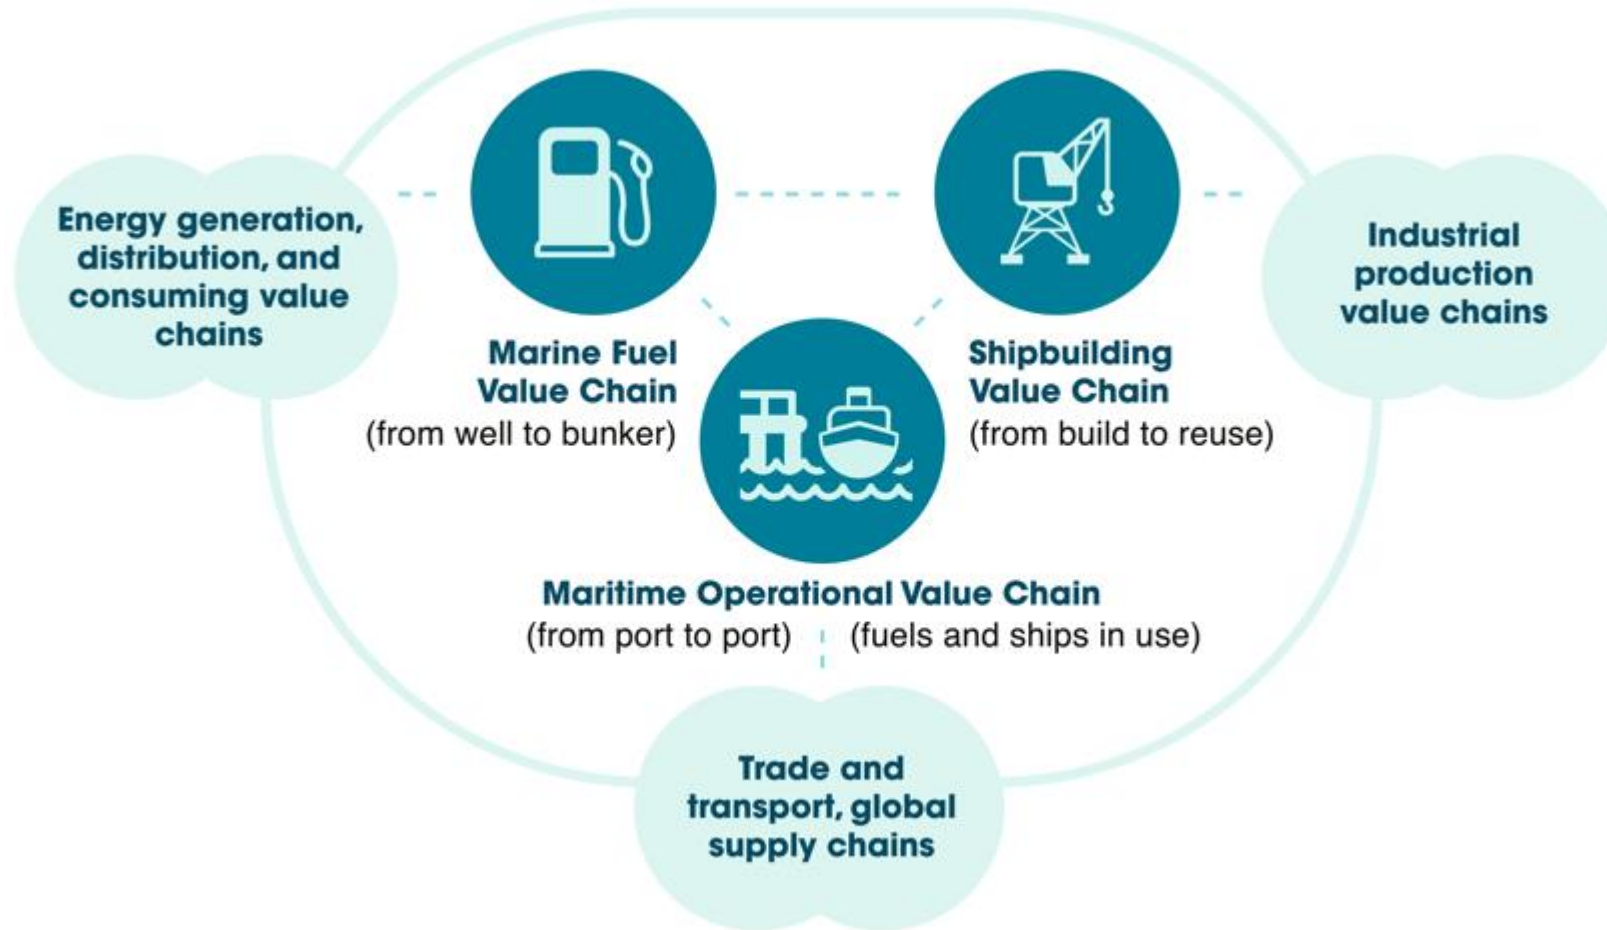 Energy generation,
distribution, and
consuming value
chains
Marine Fuel
Value Chain
(from well to bunker)
Shipbuilding
Value Chain
(from build to reuse)
Industrial
production
value chains
Maritime Operational Value Chain
(from port to port) (fuels and ships in use)
Trade and
transport, global
supply chains